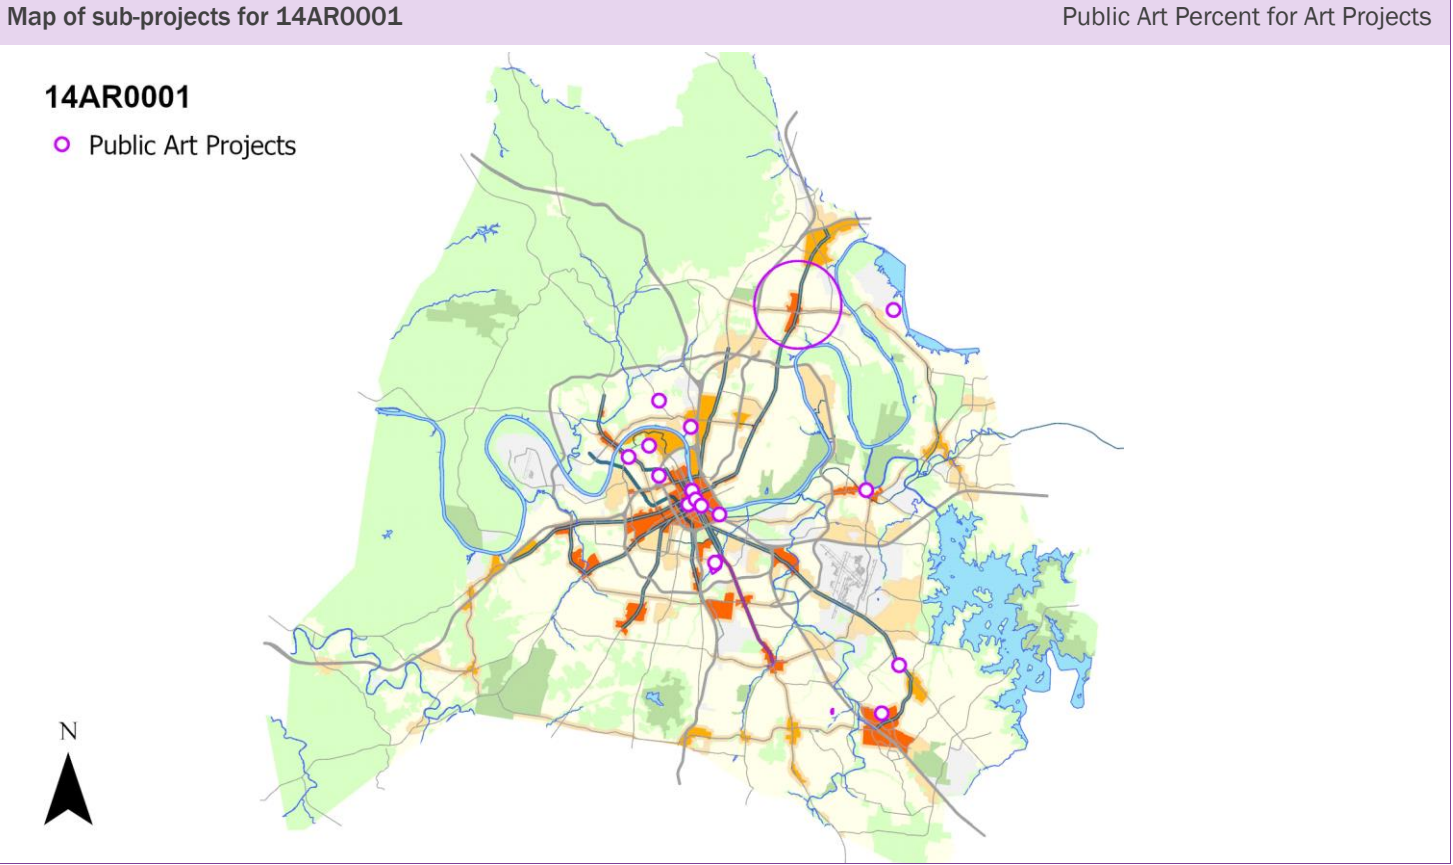 Map of sub-projects for 14AR0001
Public Art Percent for Art Projects
14AR0001
Public Art Projects
N